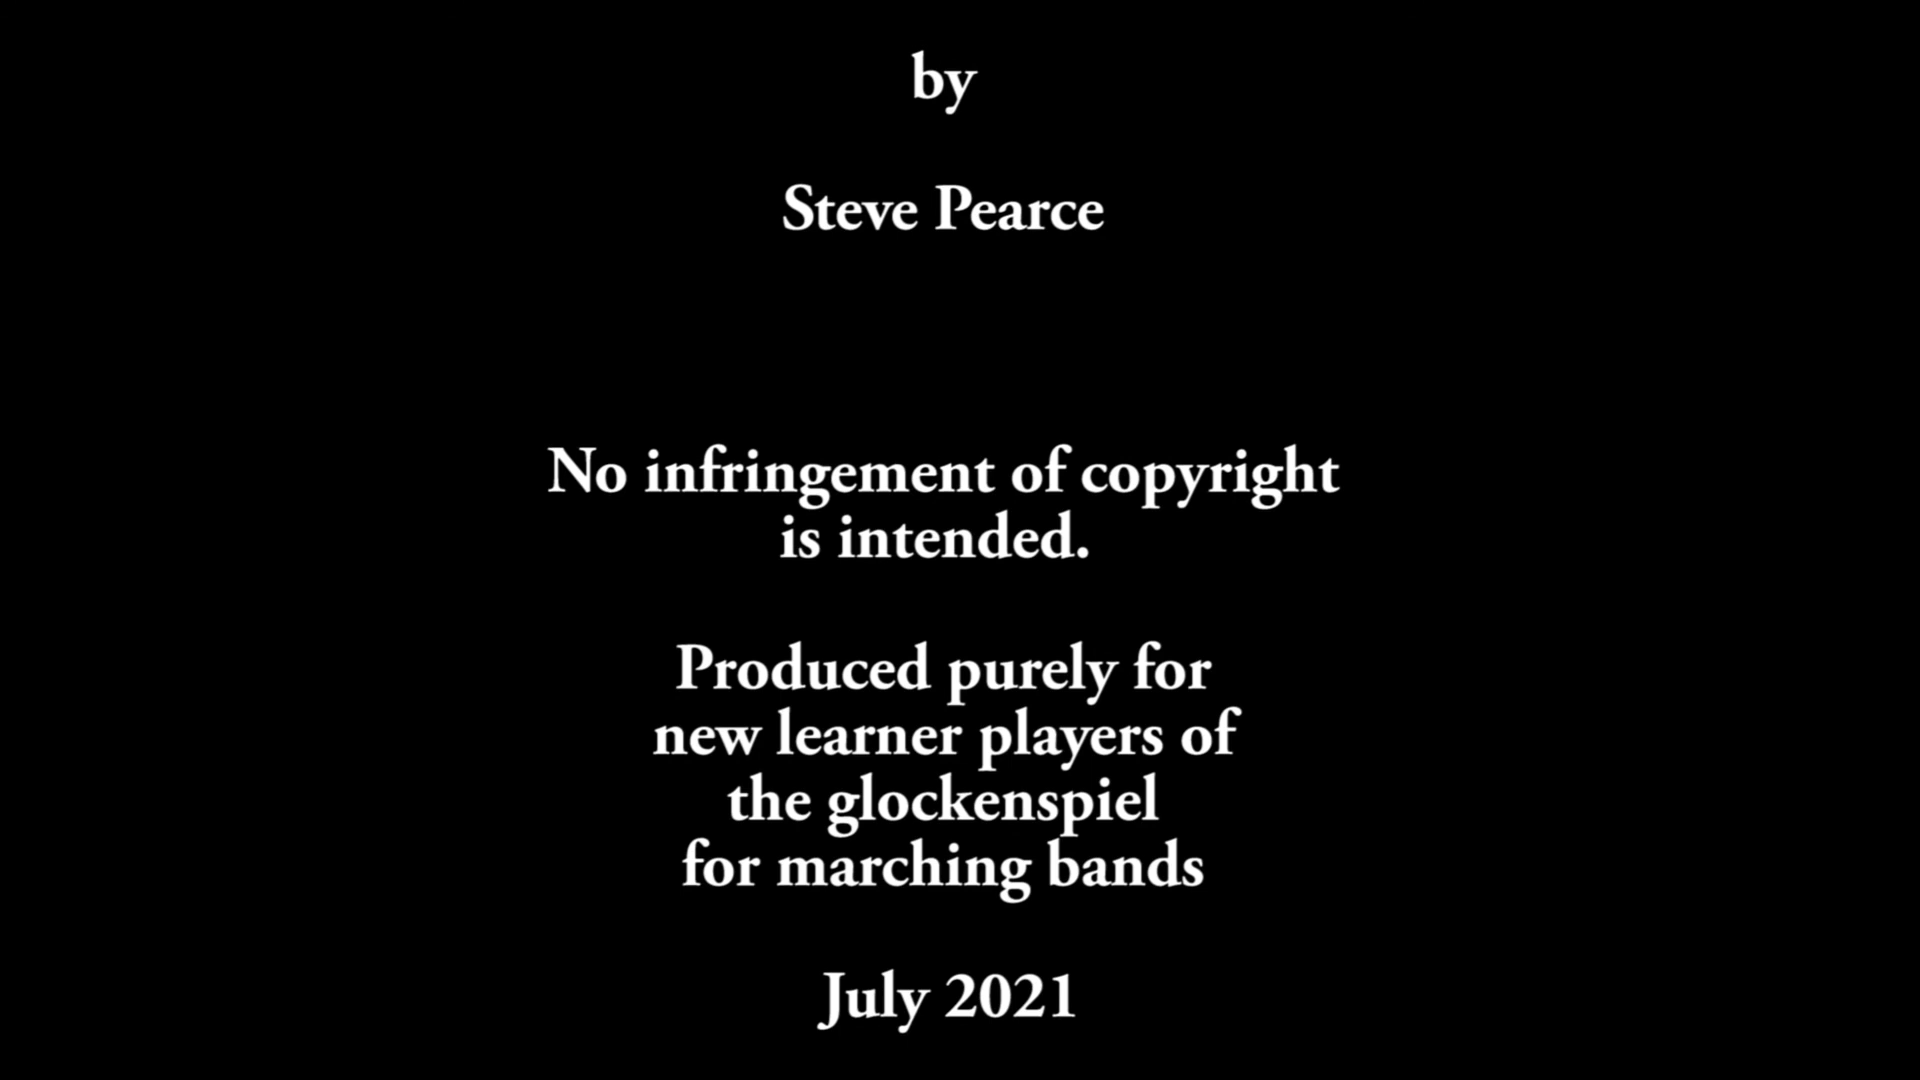 by
Steve Pearce
No infringement of copyright
is intended.
Produced purely for
new learner players of
the glockenspiel
for marching bands
July 2021